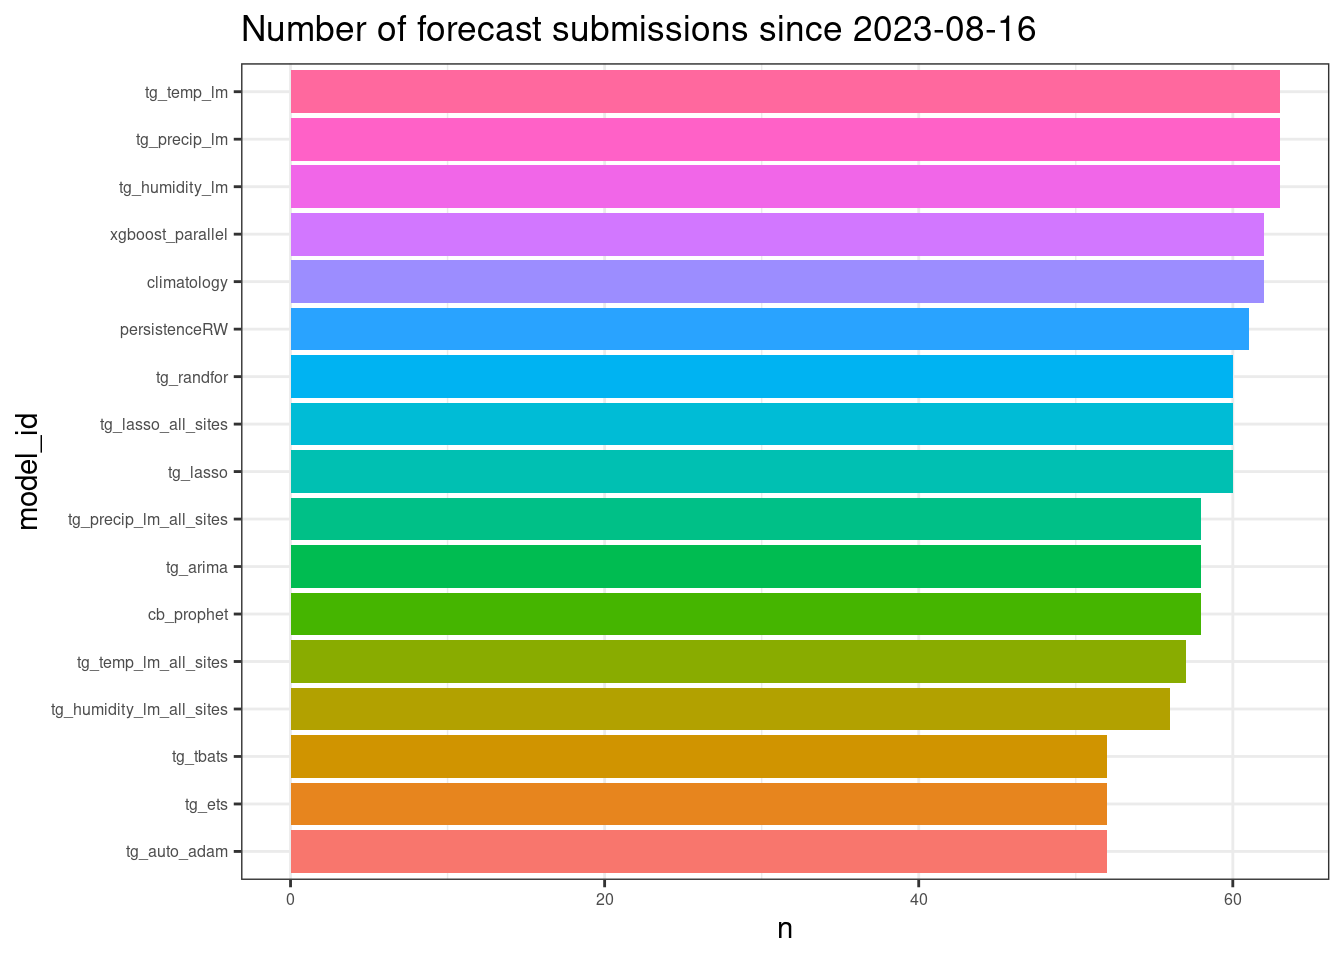 Number of forecast submissions since 2023-08-16
tg_temp_lm
tg_precip_lm
tg_humidity_lm
xgboost_parallel
climatology
persistenceRW
tg_randfor
tg_lasso_all_sites
tg_lasso
tg_precip_lm_all_sites
tg_arima
cb_prophet
tg_temp_lm_all_sites
tg_humidity_lm_all_sites
tg_tbats
tg_ets
tg_auto_adam
model_id
0 20 40 60
n